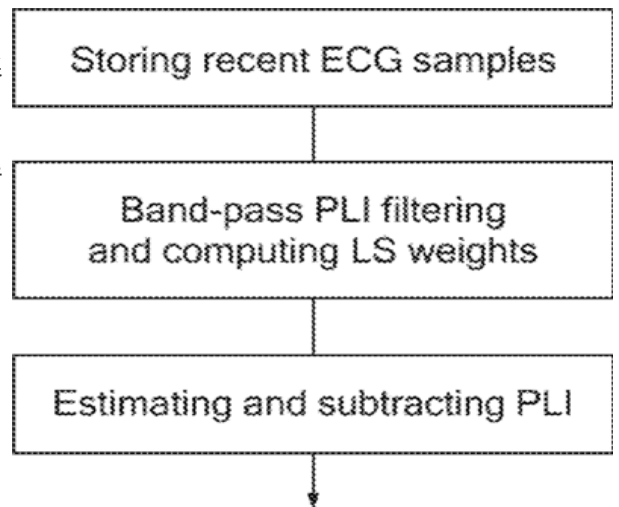 Storing recent ECG samples
Band-pass PLI filtering
and computing LS weights
Estimating and subtracting PLI